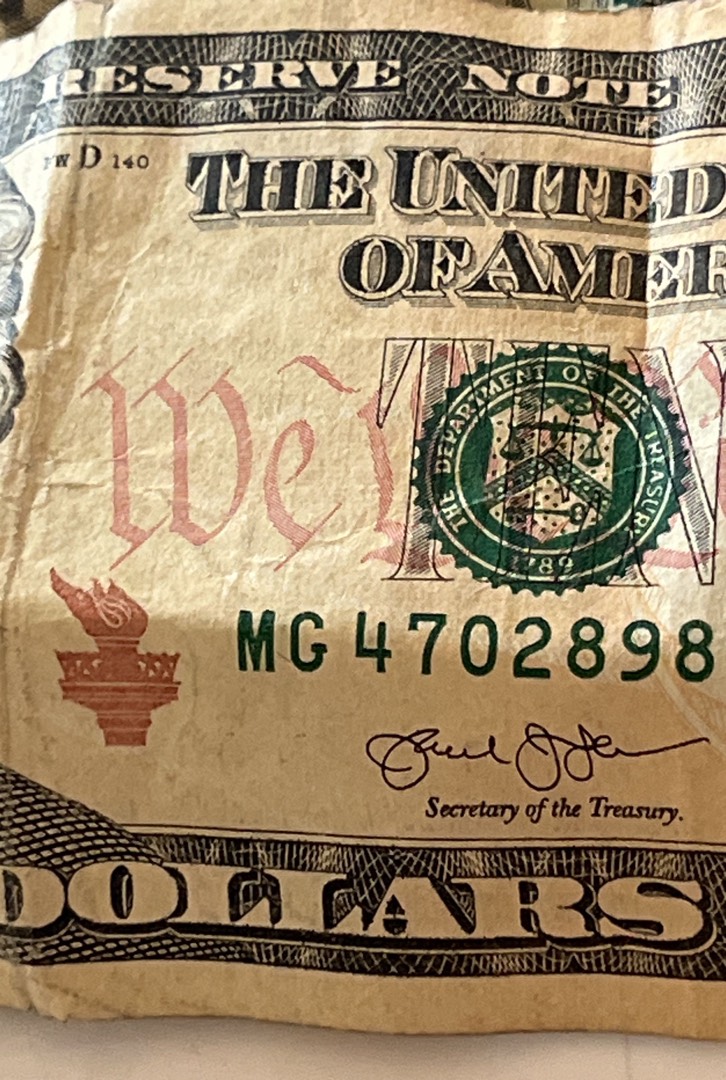 RESERVE NOTE
FW D 140
THE UNITED
OF AMER
We
TEN
THE DEPARTMENT OF THE TREASURY
1789
MG 4702898
Secretary of the Treasury.
DOLLARS